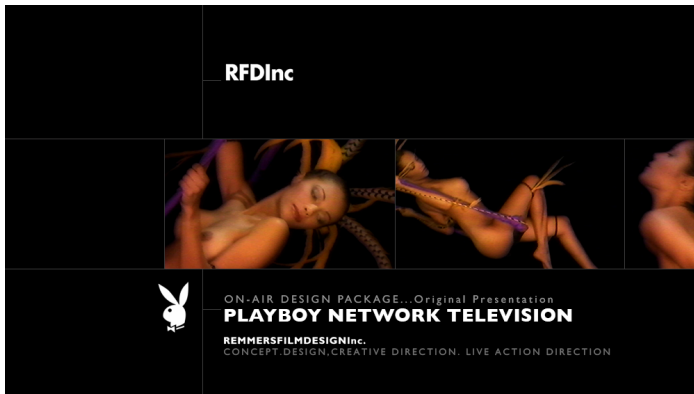 RFDInc
ON-AIR DESIGN PACKAGE...Original Presentation
PLAYBOY NETWORK TELEVISION
REMMERSFILMDESIGNInc.
CONCEPT.DESIGN,CREATIVE DIRECTION. LIVE ACTION DIRECTION